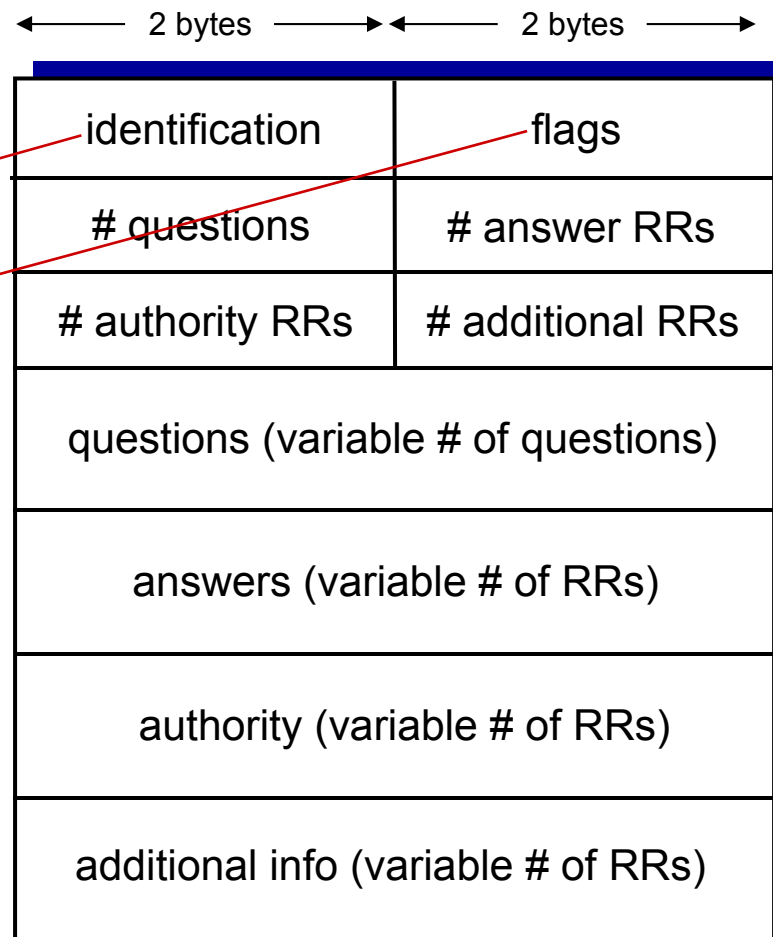 2 bytes 2 bytes
identification flags
# questions # answer RRs
# authority RRs # additional RRs
questions (variable # of questions)
answers (variable # of RRs)
authority (variable # of RRs)
additional info (variable # of RRs)